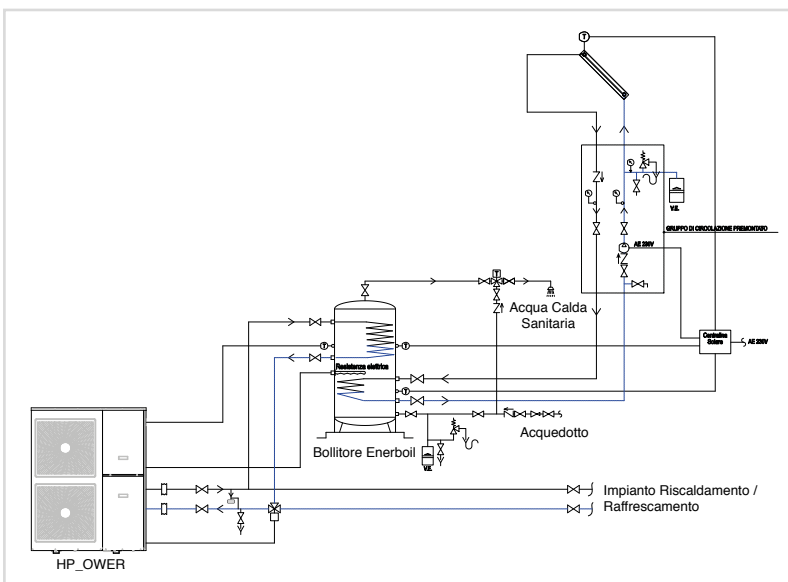 T
V.E.
GRUPPO DI CIRCOLAZIONE PREMONTATO
AE 230V
T
Acqua Calda
Sanitaria
Centralina
Solare
AE 230V
T
T
Resistenza elettrica
T
Acquedotto
Bollitore Enerboil
V.E.
Impianto Riscaldamento /
Raffrescamento
HP_OWER